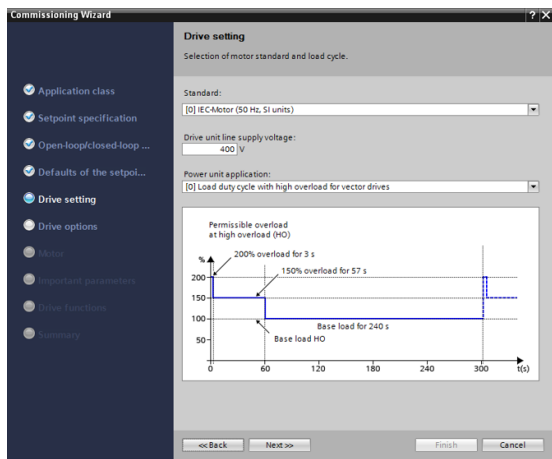 Commissioning Wizard
? X
Drive setting
Selection of motor standard and load cycle.
Application class
Setpoint specification
Open-loop/closed-loop ...
Defaults of the setpoi...
Drive setting
Drive options
Motor
Important parameters
Drive functions
Summary
Standard:
[0] IEC-Motor (50 Hz, SI units)
Drive unit line supply voltage:
400 V
Power unit application:
[0] Load duty cycle with high overload for vector drives
Permissible overload
at high overload (HO)
%
200% overload for 3 s
150% overload for 57 s
200
150
100
50
Base load for 240 s
Base load HO
0 60 120 180 240 300 t(s)
<<Back
Next >>
Finish
Cancel